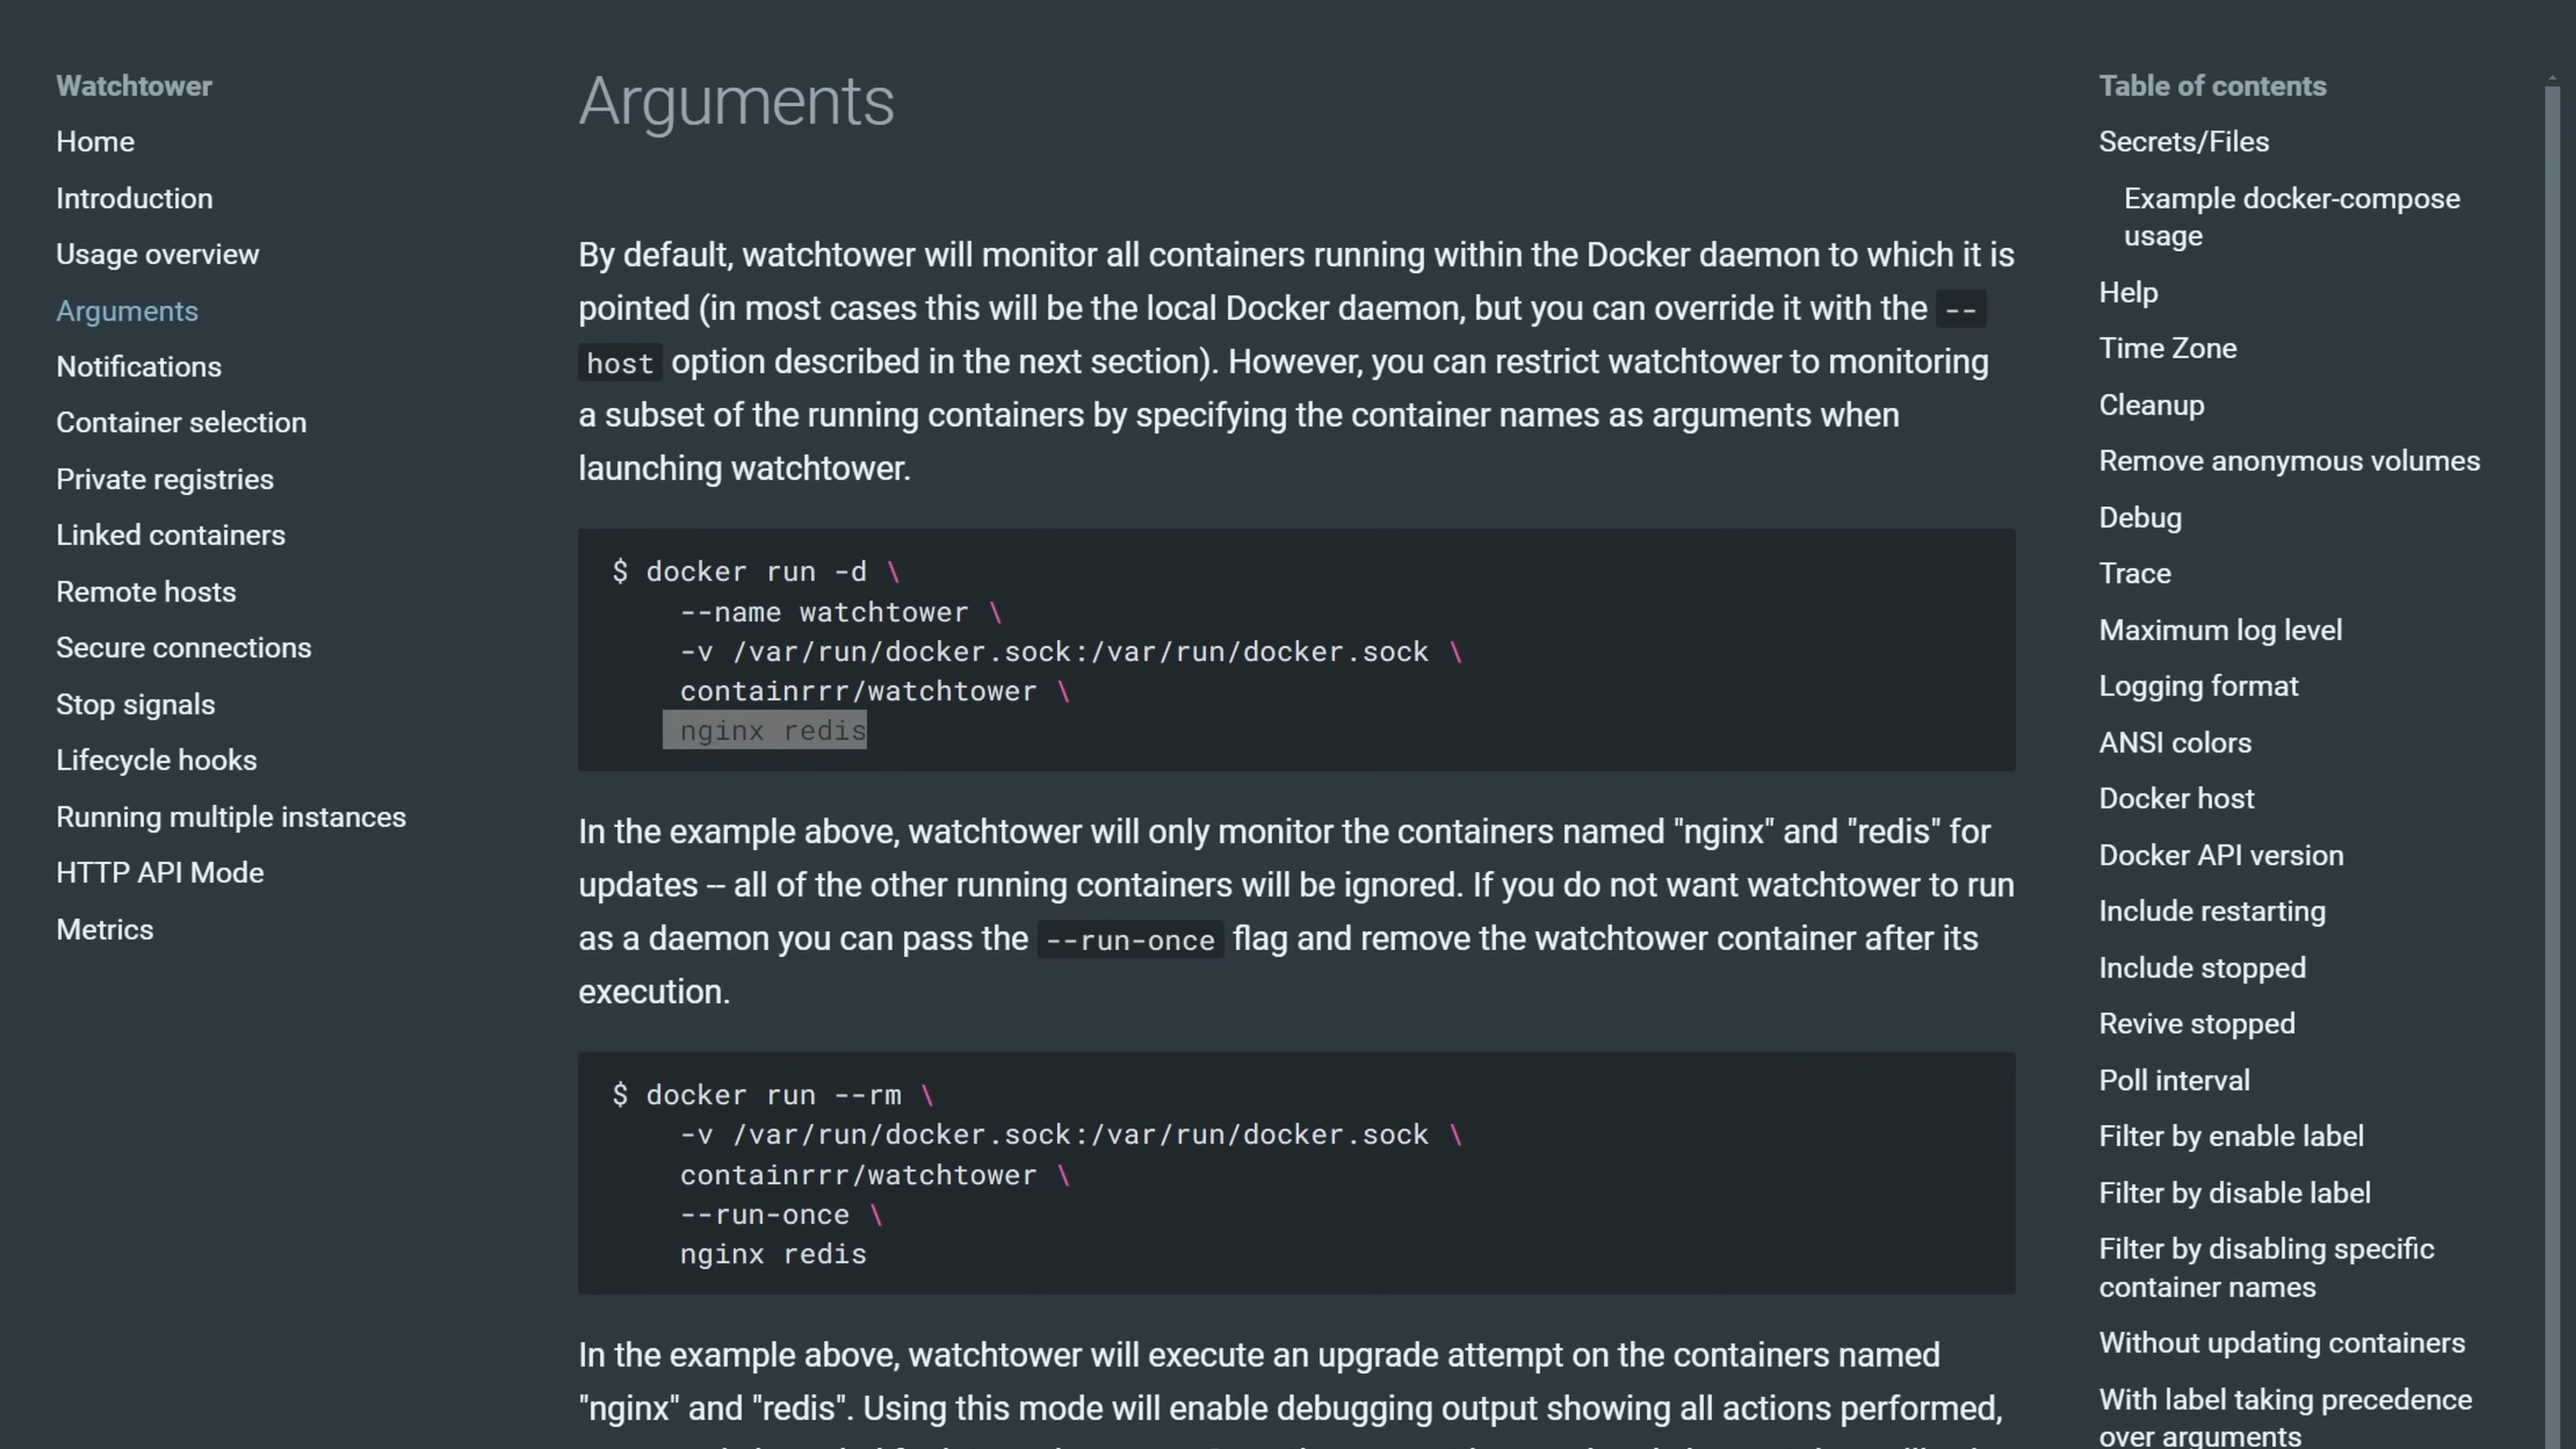 Watchtower
Home
Introduction
Usage overview
Arguments
Notifications
Container selection
Private registries
Linked containers
Remote hosts
Secure connections
Stop signals
Lifecycle hooks
Running multiple instances
HTTP API Mode
Metrics
Arguments
By default, watchtower will monitor all containers running within the Docker daemon to which it is
pointed (in most cases this will be the local Docker daemon, but you can override it with the --
host option described in the next section). However, you can restrict watchtower to monitoring
a subset of the running containers by specifying the container names as arguments when
launching watchtower.
$ docker run -d \
--name watchtower \
-v /var/run/docker.sock:/var/run/docker.sock \
containrrr/watchtower \
nginx redis
In the example above, watchtower will only monitor the containers named "nginx" and "redis" for
updates -- all of the other running containers will be ignored. If you do not want watchtower to run
as a daemon you can pass the --run-once flag and remove the watchtower container after its
execution.
$ docker run --rm \
-v /var/run/docker.sock:/var/run/docker.sock \
containrrr/watchtower \
--run-once \
nginx redis
In the example above, watchtower will execute an upgrade attempt on the containers named
"nginx" and "redis". Using this mode will enable debugging output showing all actions performed,
Table of contents
Secrets/Files
Example docker-compose
usage
Help
Time Zone
Cleanup
Remove anonymous volumes
Debug
Trace
Maximum log level
Logging format
ANSI colors
Docker host
Docker API version
Include restarting
Include stopped
Revive stopped
Poll interval
Filter by enable label
Filter by disable label
Filter by disabling specific
container names
Without updating containers
With label taking precedence
over arguments